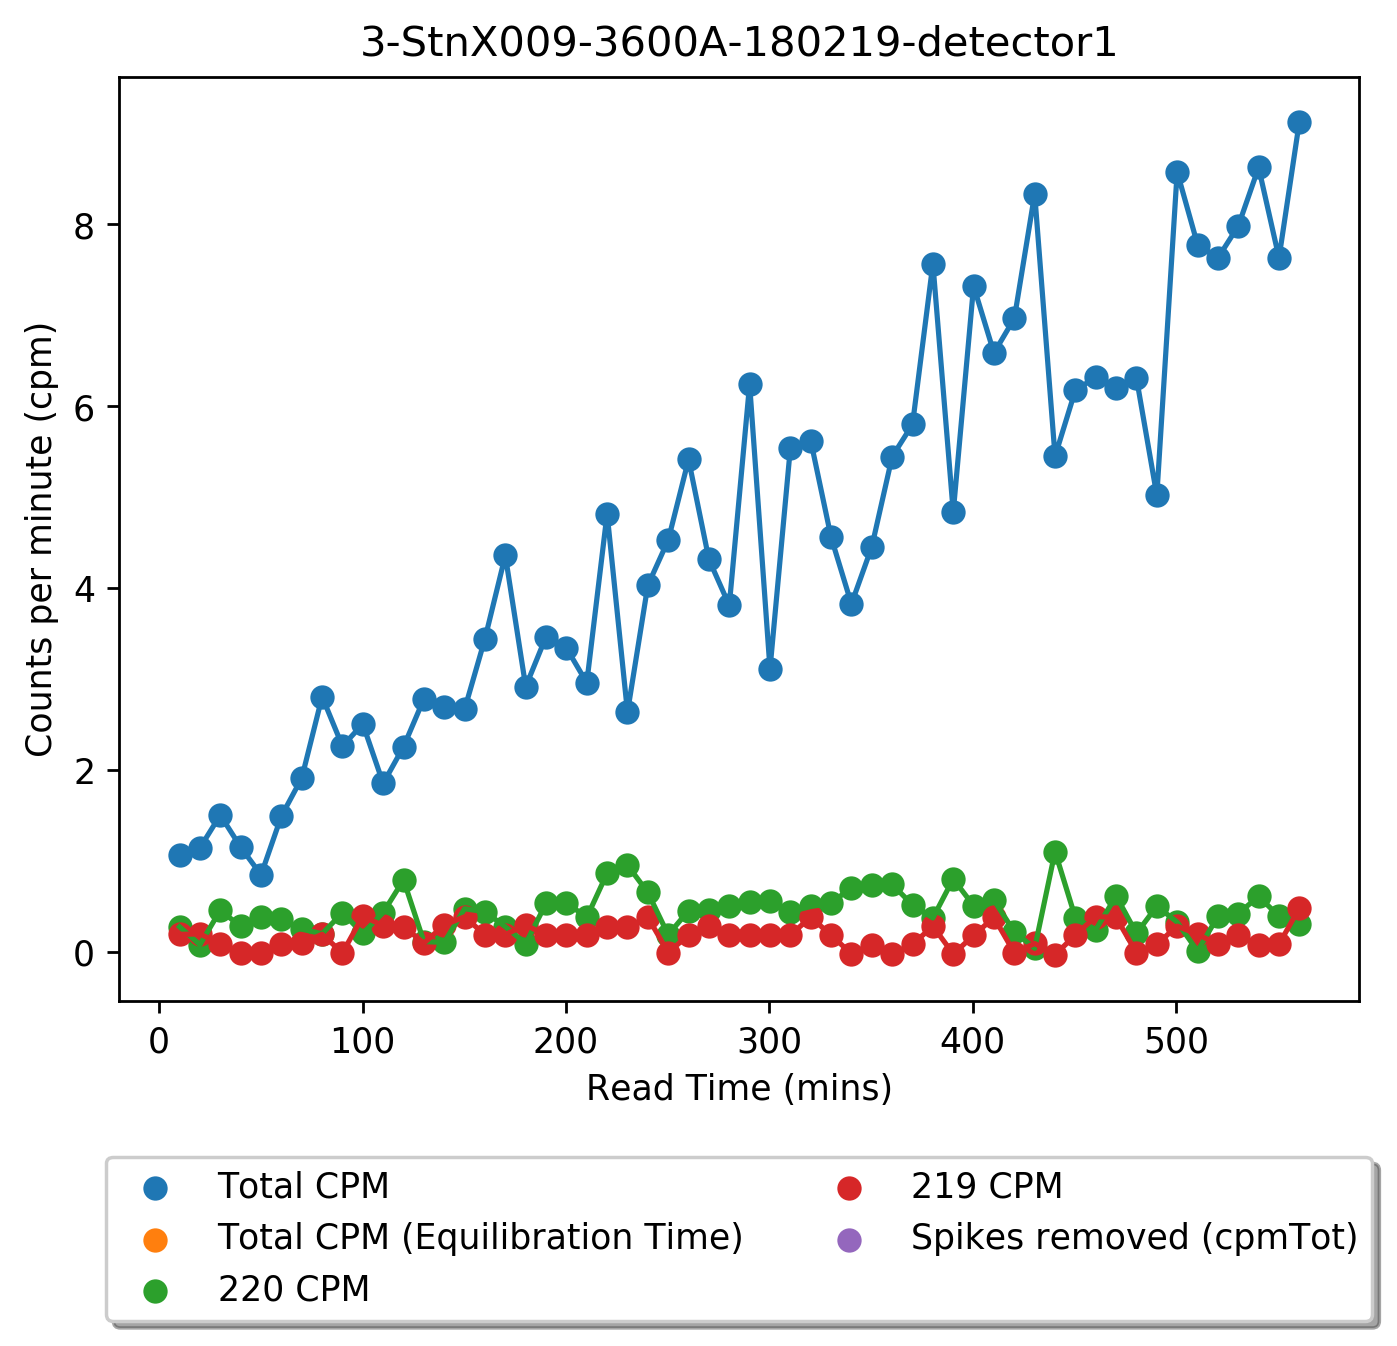 3-StnX009-3600A-180219-detector1
Counts per minute (cpm)
8
6
4
2
0
0 100 200 300 400 500
Read Time (mins)
Total CPM
Total CPM (Equilibration Time)
220 CPM
219 CPM
Spikes removed (cpmTot)